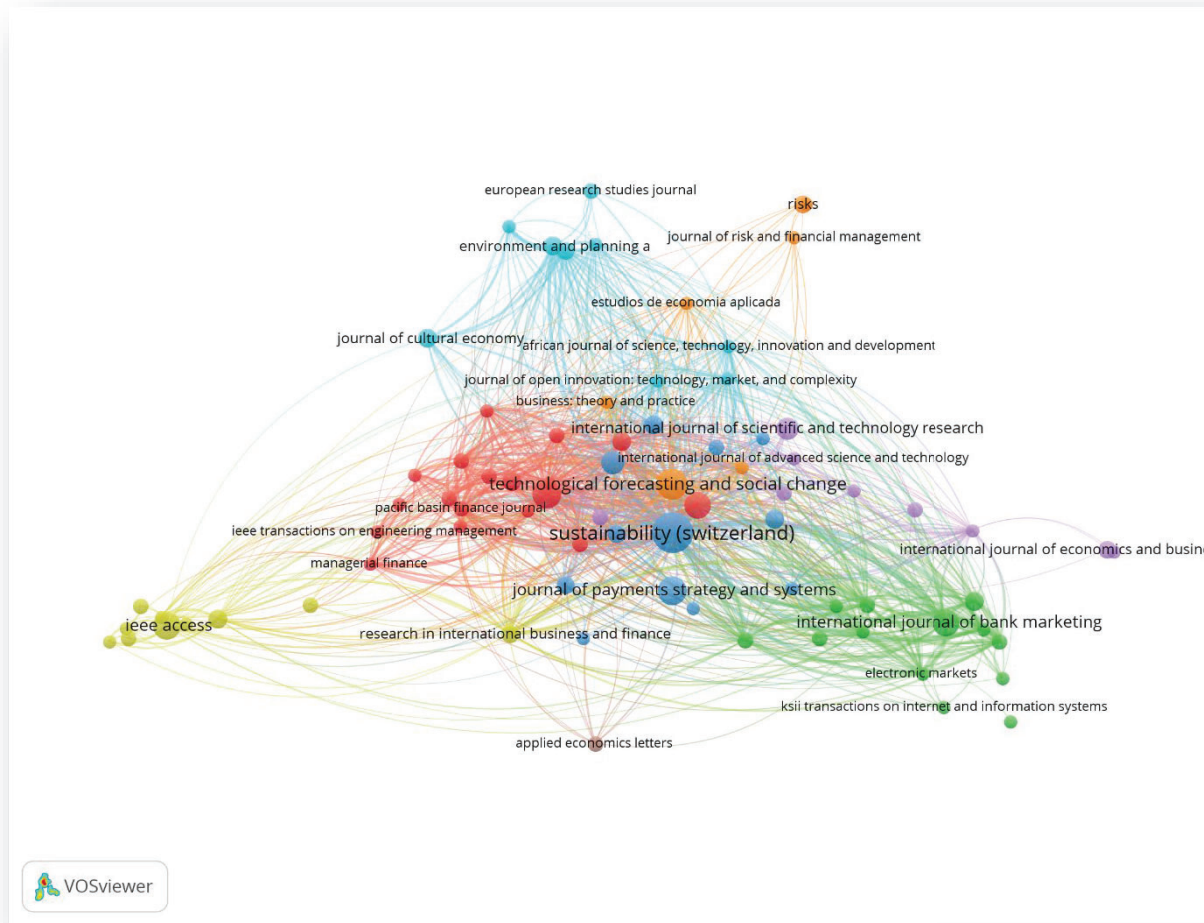 european research studies journal
risks
journal of risk and financial management
environment and planning a
estudios de economia aplicada
journal of cultural economy
african journal of science, technology, innovation and development
journal of open innovation: technology, market, and complexity
business: theory and practice
international journal of scientific and technology research
international journal of advanced science and technology
technological forecasting and social change
pacific basin finance journal
ieee transactions on engineering management
sustainability (switzerland)
international journal of economics and busin
managerial finance
journal of payments strategy and systems
ieee access
international journal of bank marketing
research in international business and finance
electronic markets
ksii transactions on internet and information systems
applied economics letters
VOSviewer